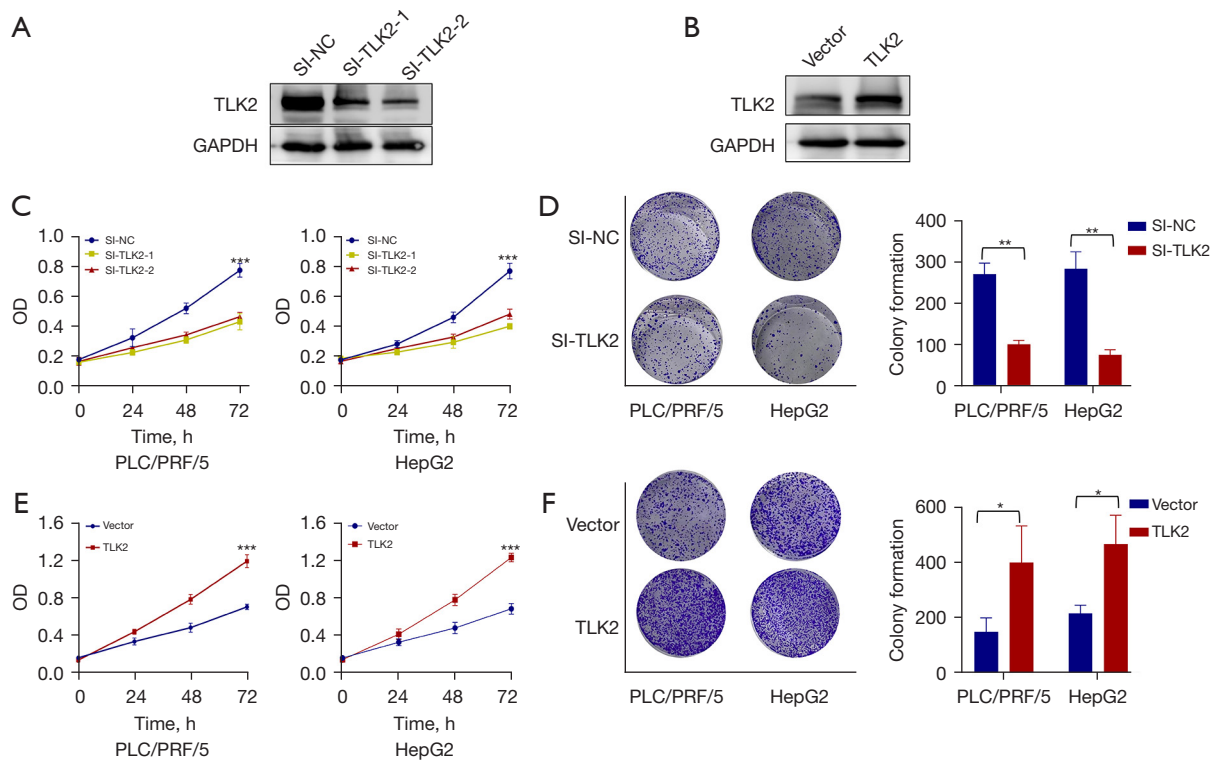 A
SI-NC
SI-TLK2-1
SI-TLK2-2
TLK2
GAPDH
B
Vector
TLK2
TLK2
GAPDH
C
1.0
0.8
0.6
0.4
0.2
0.0
OD
SI-NC
SI-TLK2-1
SI-TLK2-2
***
0 24 48 72
Time, h
PLC/PRF/5
1.0
0.8
0.6
0.4
0.2
0.0
OD
SI-NC
SI-TLK2-1
SI-TLK2-2
***
0 24 48 72
Time, h
HepG2
D
SI-NC
SI-TLK2
PLC/PRF/5 HepG2
400
300
200
100
0
Colony formation
** **
SI-NC
SI-TLK2
PLC/PRF/5 HepG2
E
1.6
1.2
0.8
0.4
0.0
OD
Vector
TLK2
***
0 24 48 72
Time, h
PLC/PRF/5
1.6
1.2
0.8
0.4
0.0
OD
Vector
TLK2
***
0 24 48 72
Time, h
HepG2
F
Vector
TLK2
PLC/PRF/5 HepG2
600
400
200
0
Colony formation
* *
Vector
TLK2
PLC/PRF/5 HepG2